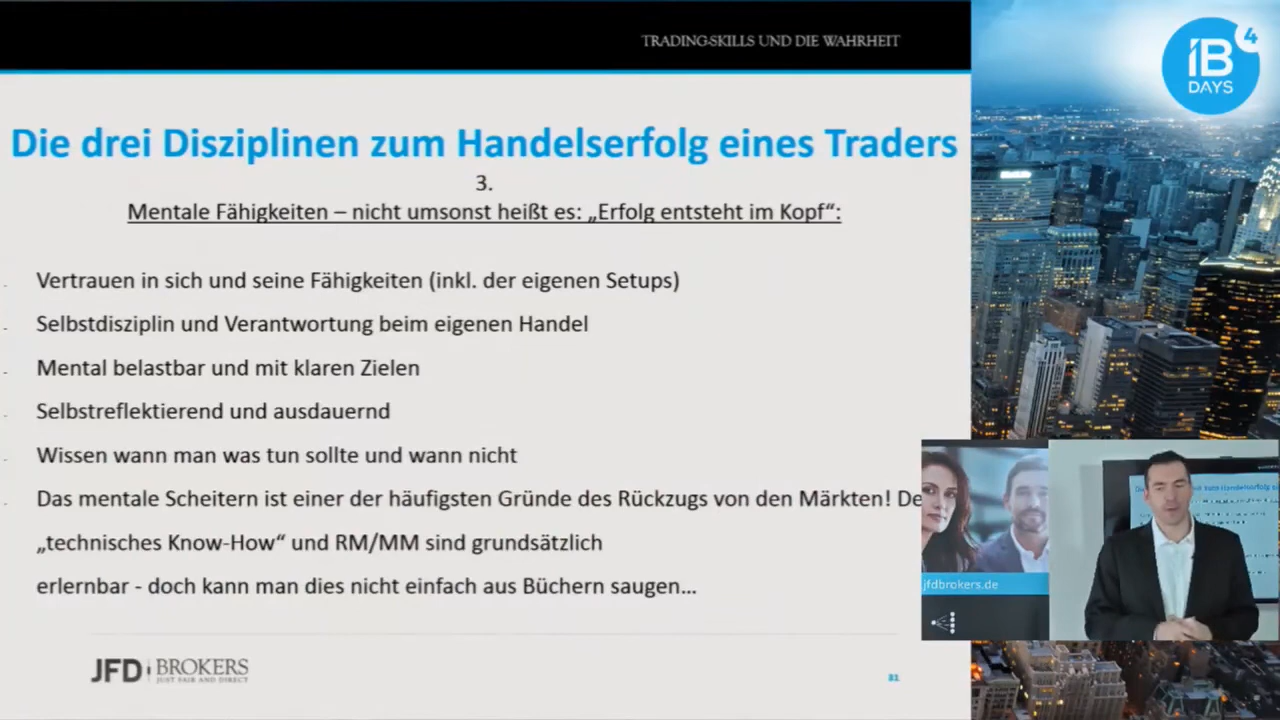 TRADING-SKILLS UND DIE WAHRHEIT
iB
4
DAYS
Die drei Disziplinen zum Handelserfolg eines Traders
3.
Mentale Fähigkeiten – nicht umsonst heißt es: „Erfolg entsteht im Kopf“:
- Vertrauen in sich und seine Fähigkeiten (inkl. der eigenen Setups)
- Selbstdisziplin und Verantwortung beim eigenen Handel
- Mental belastbar und mit klaren Zielen
- Selbstreflektierend und ausdauernd
- Wissen wann man was tun sollte und wann nicht
- Das mentale Scheitern ist einer der häufigsten Gründe des Rückzugs von den Märkten! De
„technisches Know-How“ und RM/MM sind grundsätzlich
erlernbar - doch kann man dies nicht einfach aus Büchern saugen...
jfdbrokers.de
JFD BROKERS
JUST FAIR AND DIRECT
81